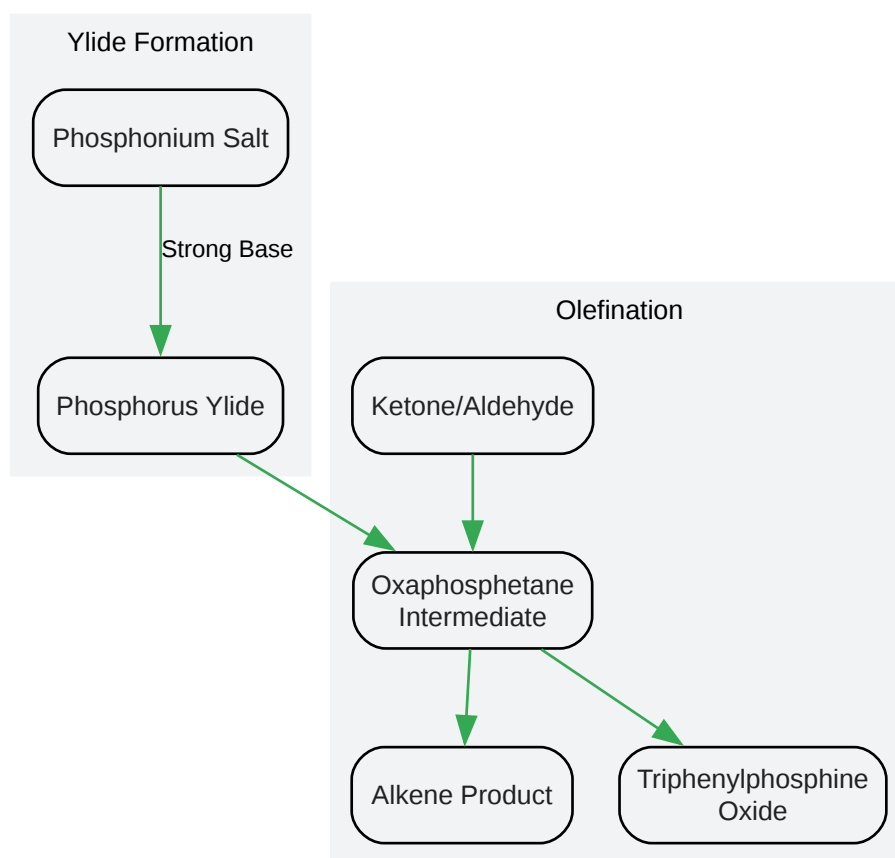 Ylide Formation
Phosphonium Salt
Strong Base
Phosphorus Ylide
Olefination
Ketone/Aldehyde
Oxaphosphetane
Intermediate
Alkene Product
Triphenylphosphine
Oxide